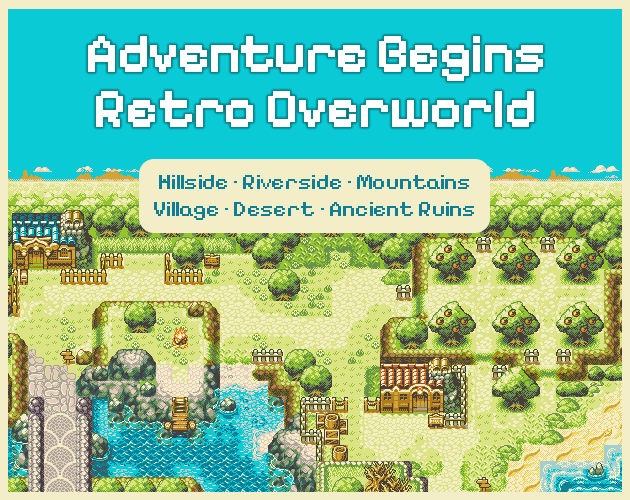 Adventure Begins
Retro Overworld
Hillside · Riverside · Mountains
Village · Desert · Ancient Ruins